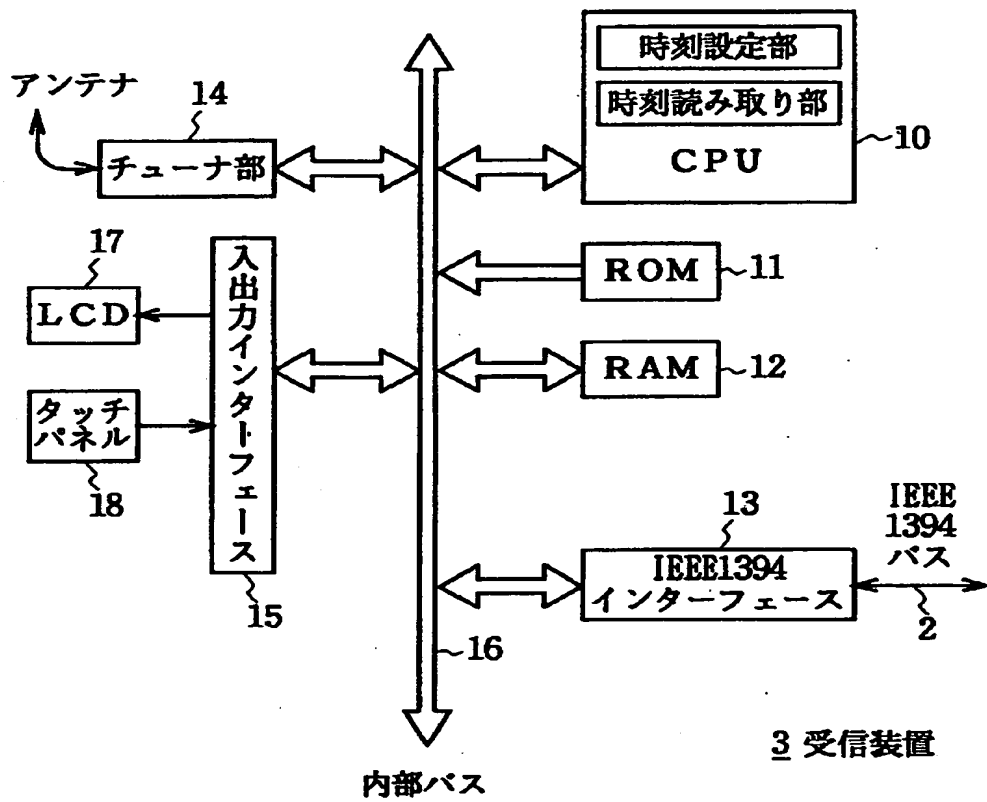 アンテナ
14
チューナ部
時刻設定部
時刻読み取り部
CPU
10
17
LCD
入出力インターフェース
ROM
11
RAM
12
タッチ
パネル
18
15
13
IEEE1394
インターフェース
IEEE
1394
バス
2
16
内部バス
3 受信装置